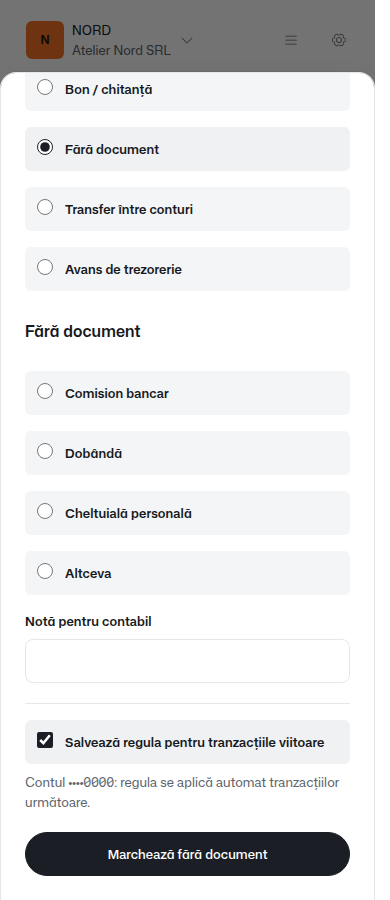 N
NORD
Atelier Nord SRL
Bon / chitanță
Fără document
Transfer între conturi
Avans de trezorerie
Fără document
Comision bancar
Dobândă
Cheltuială personală
Altceva
Notă pentru contabil
Salvează regula pentru tranzacțiile viitoare
Contul ••••0000: regula se aplică automat tranzacțiilor
următoare.
Marchează fără document